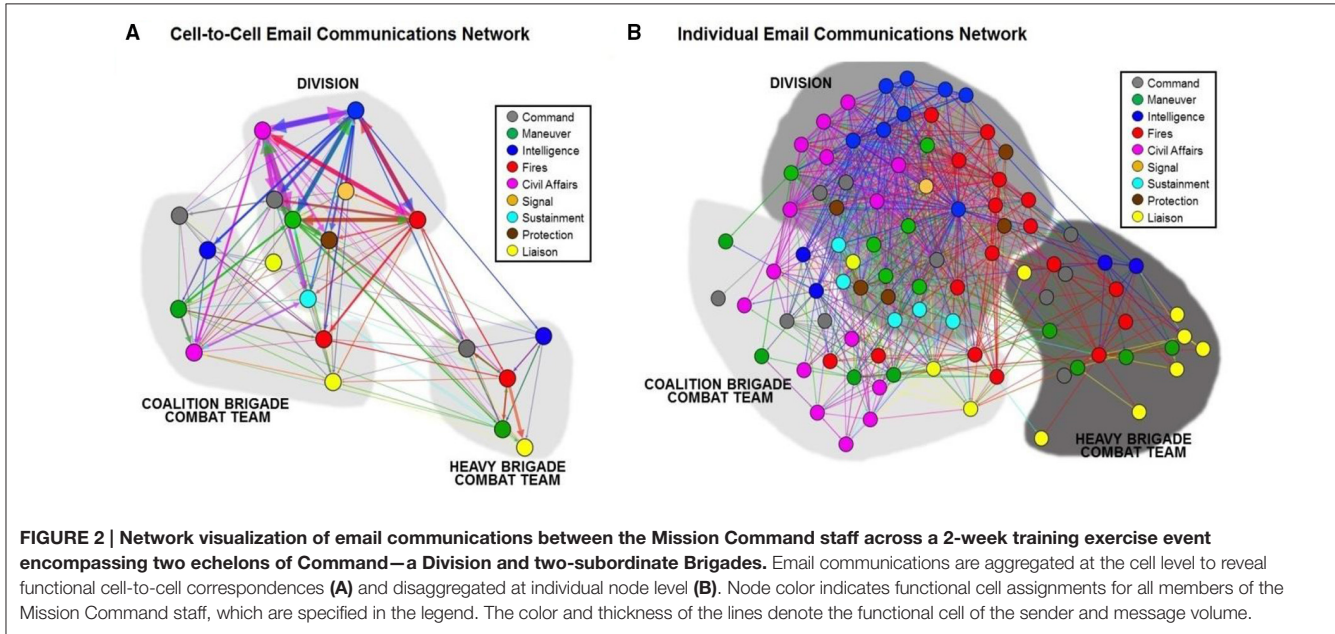 A Cell-to-Cell Email Communications Network
DIVISION
Command
Maneuver
Intelligence
Fires
Civil Affairs
Signal
Sustainment
Protection
Liaison
COALITION BRIGADE
COMBAT TEAM
HEAVY BRIGADE
COMBAT TEAM
B Individual Email Communications Network
DIVISION
Command
Maneuver
Intelligence
Fires
Civil Affairs
Signal
Sustainment
Protection
Liaison
COALITION BRIGADE
COMBAT TEAM
HEAVY BRIGADE
COMBAT TEAM
FIGURE 2 | Network visualization of email communications between the Mission Command staff across a 2-week training exercise event
encompassing two echelons of Command—a Division and two-subordinate Brigades. Email communications are aggregated at the cell level to reveal
functional cell-to-cell correspondences (A) and disaggregated at individual node level (B). Node color indicates functional cell assignments for all members of the
Mission Command staff, which are specified in the legend. The color and thickness of the lines denote the functional cell of the sender and message volume.